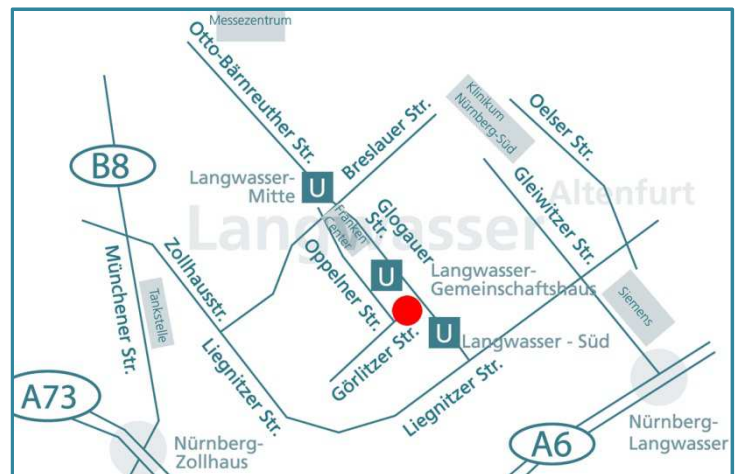 Messezentrum
Otto-Bärnreuther Str.
Klinikum
Nürnberg-Süd
Oelser Str.
B8
Breslauer Str.
Langwasser-
Mitte
U
Gleiwitzer Str.
Altenfurt
Langwasser
Franken
Center
Glogauer
Str.
Zollhausstr.
Münchener Str.
Oppelner Str.
U
Langwasser-
Gemeinschaftshaus
Tankstelle
Siemens
U
Langwasser - Süd
Liegnitzer Str.
Görlitzer Str.
Liegnitzer Str.
A73
Nürnberg-
Zollhaus
A6
Nürnberg-
Langwasser